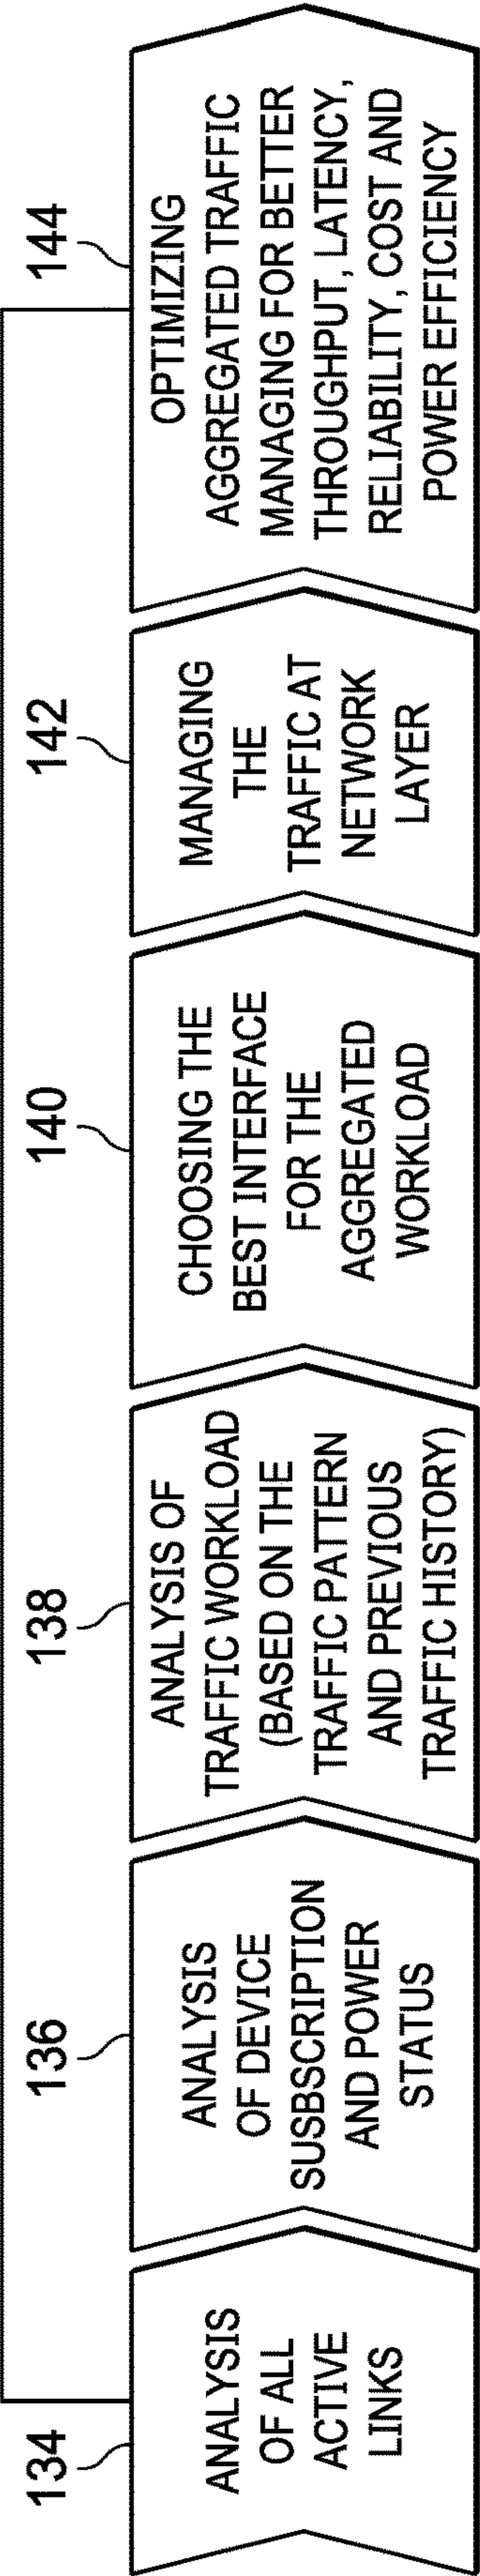 134
ANALYSIS
OF ALL
ACTIVE
LINKS
136
ANALYSIS
OF DEVICE
SUSBSCRIPTION
AND POWER
STATUS
138
ANALYSIS OF
TRAFFIC WORKLOAD
(BASED ON THE
TRAFFIC PATTERN
AND PREVIOUS
TRAFFIC HISTORY)
140
CHOOSING THE
BEST INTERFACE
FOR THE
AGGREGATED
WORKLOAD
142
MANAGING
THE
TRAFFIC AT
NETWORK
LAYER
144
OPTIMIZING
AGGREGATED TRAFFIC
MANAGING FOR BETTER
THROUGHPUT, LATENCY,
RELIABILITY, COST AND
POWER EFFICIENCY